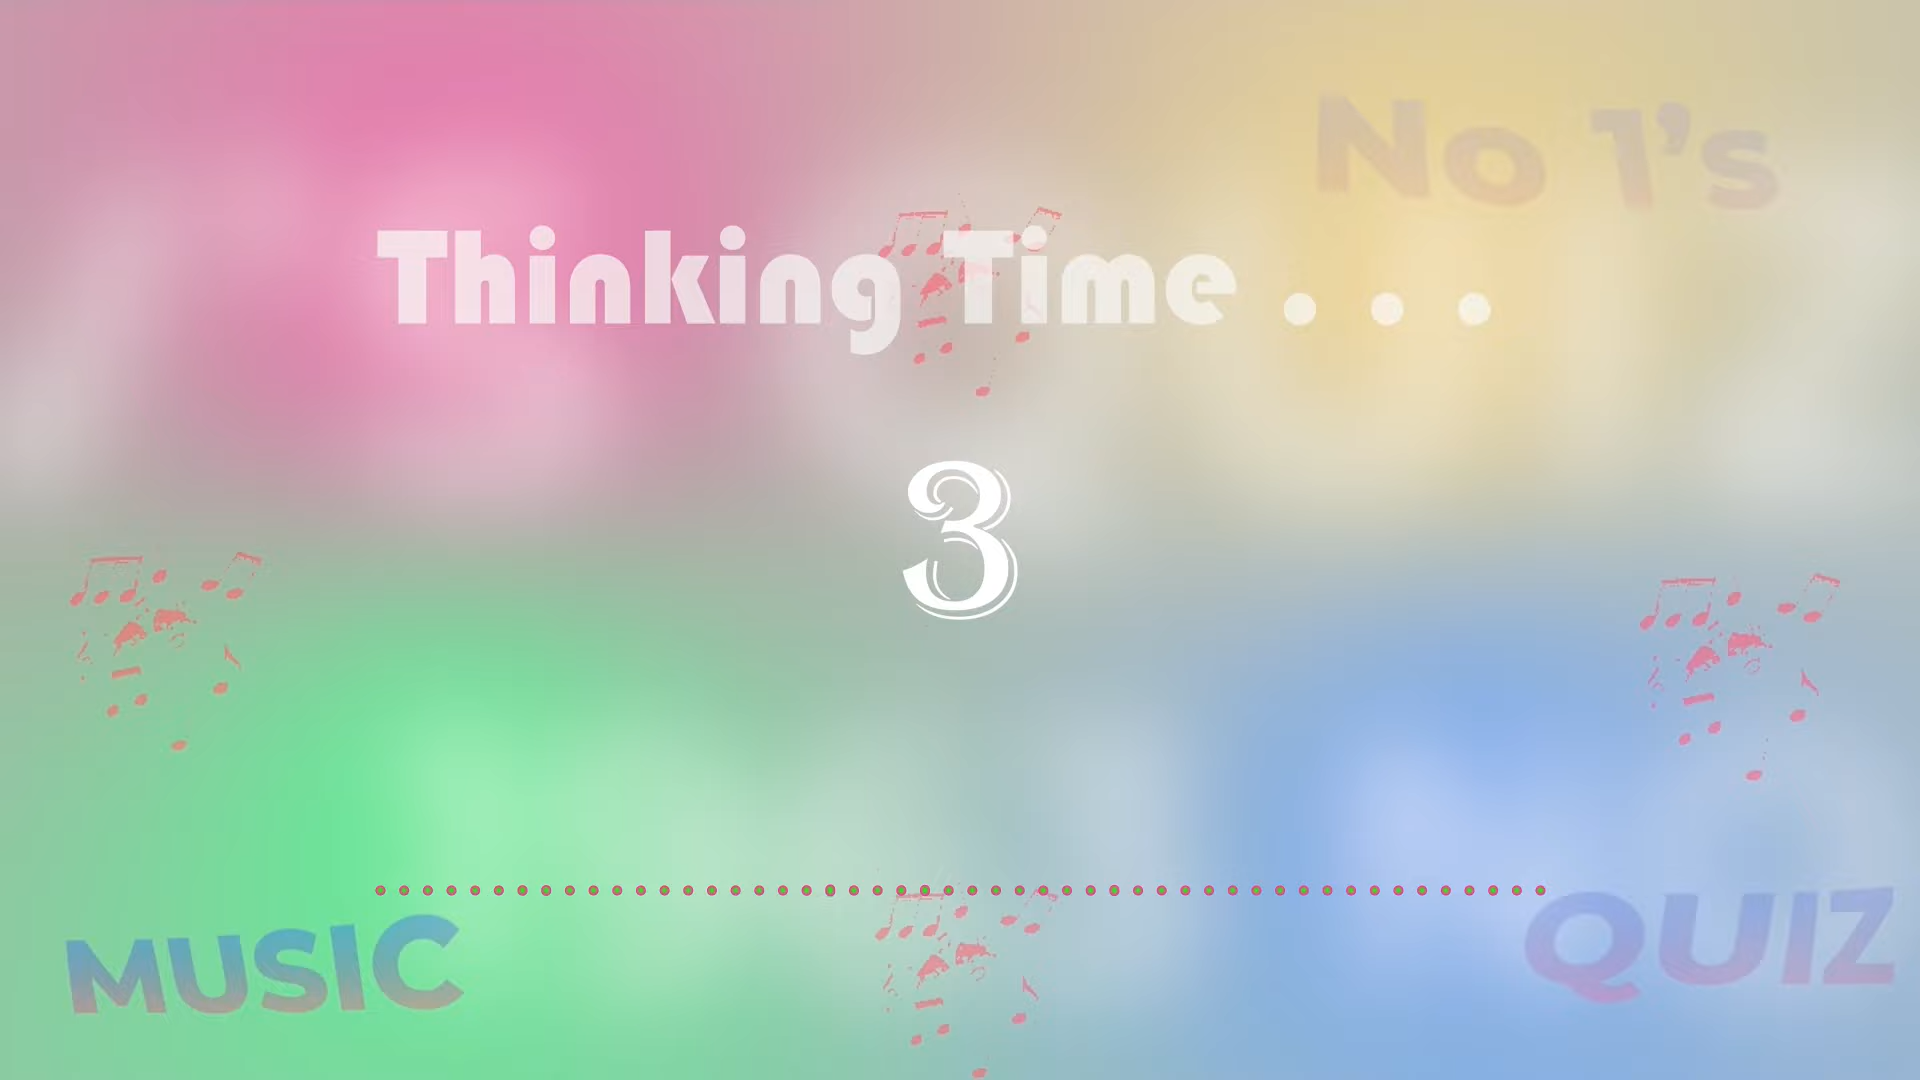 No 1's
Thinking Time . . .
3
MUSIC
QUIZ